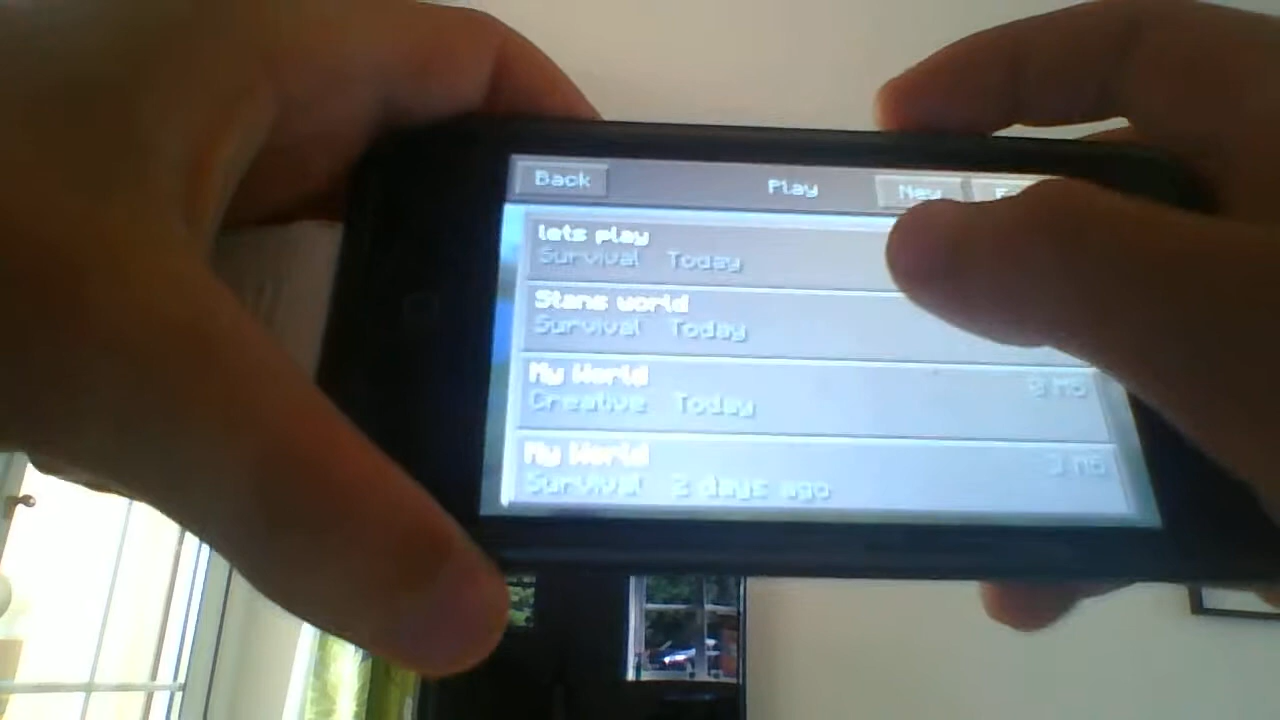 Back Play New
lets play
Survival Today
Stans world
Survival Today
My World
Creative Today
My World
Survival 2 days ago